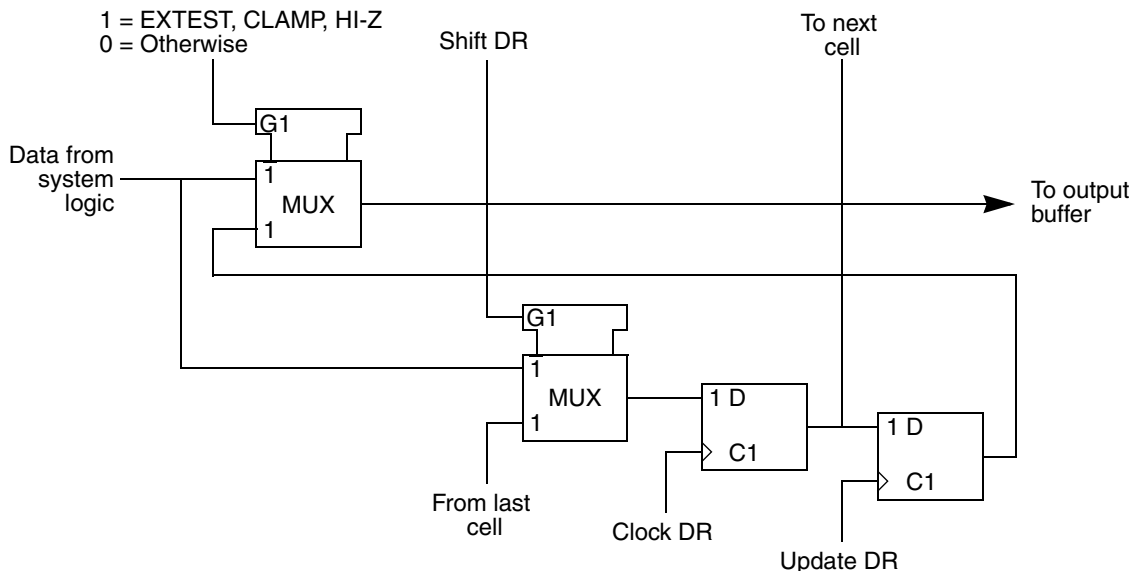 1 = EXTEST, CLAMP, HI-Z
0 = Otherwise
Shift DR
To next
cell
G1
Data from
system
logic
1
MUX
1
To output
buffer
G1
1
MUX
1
1 D
C1
1 D
C1
From last
cell
Clock DR
Update DR